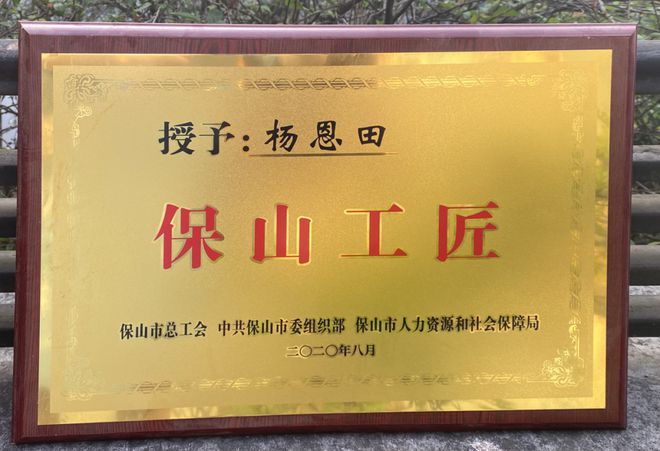 授予：杨恩田
保山工匠
保山市总工会 中共保山市委组织部 保山市人力资源和社会保障局
二〇二〇年八月